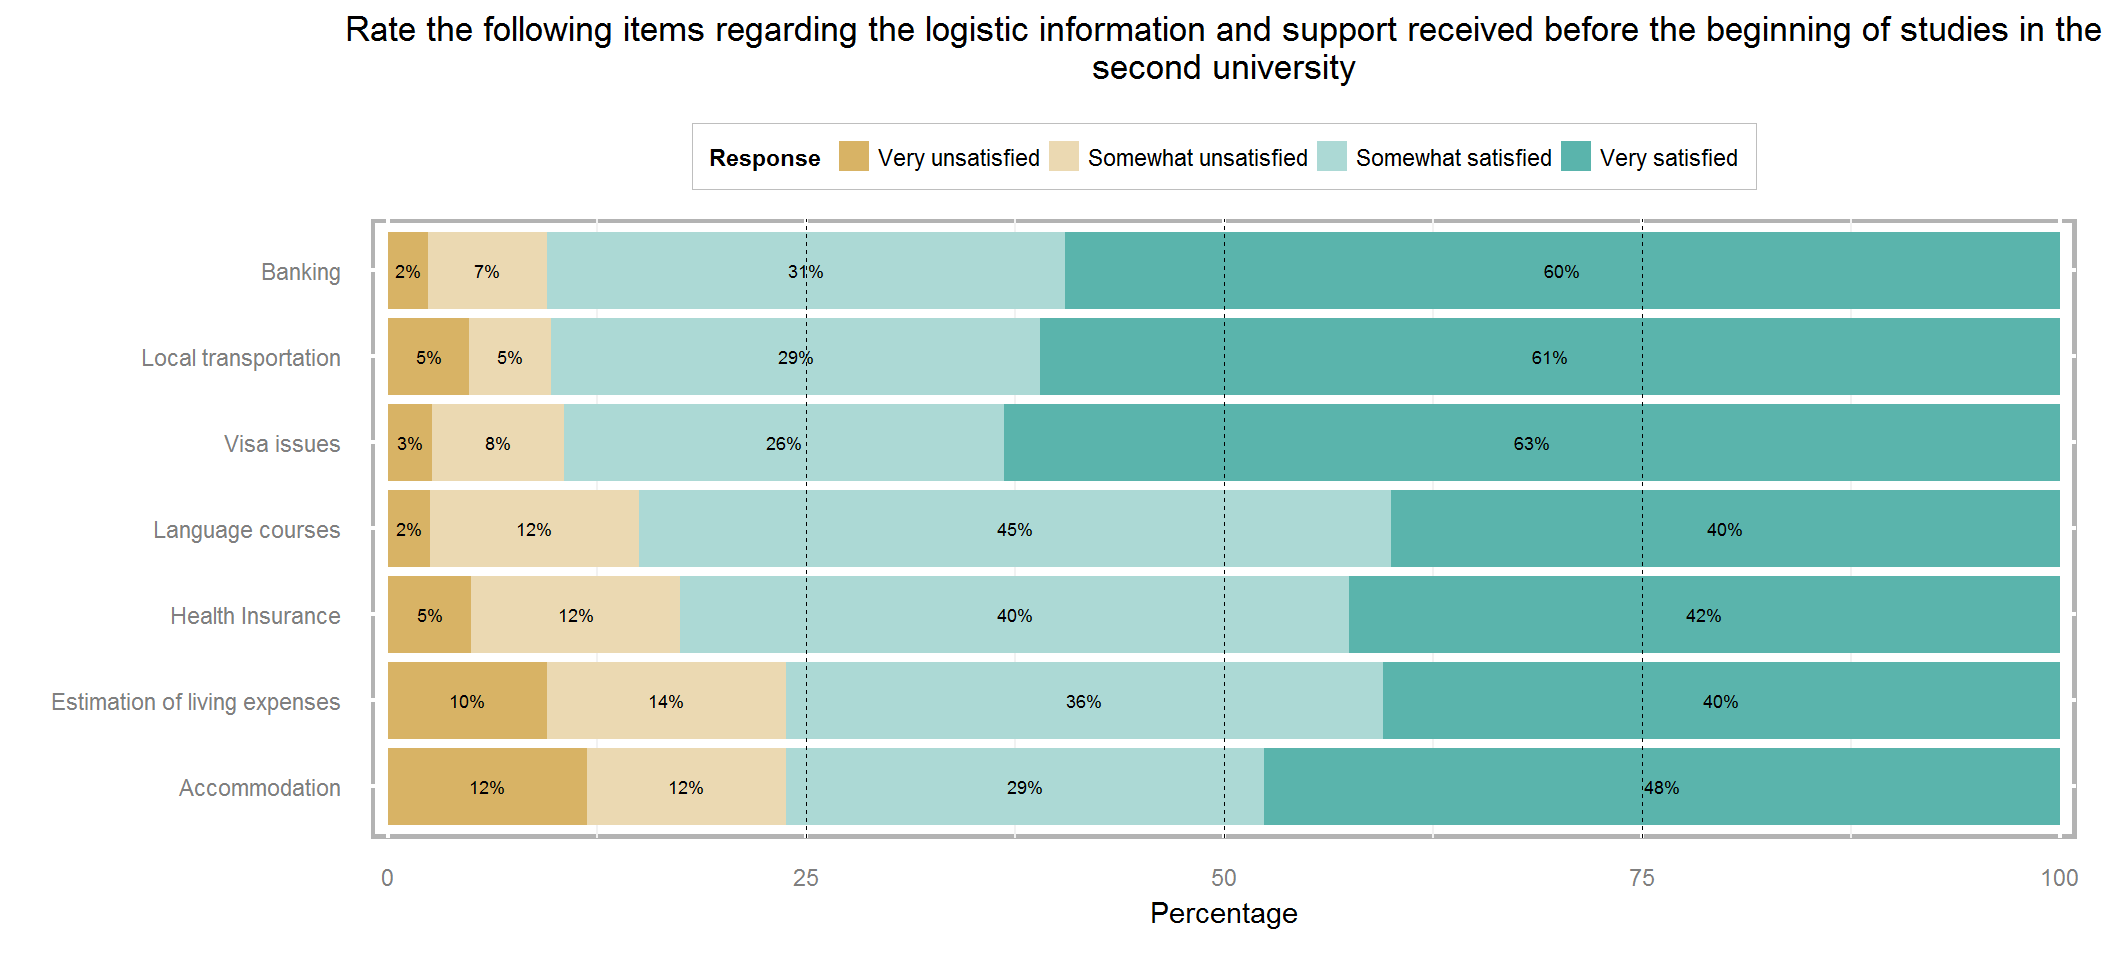 Rate the following items regarding the logistic information and support received before the beginning of studies in the
second university
Response Very unsatisfied Somewhat unsatisfied Somewhat satisfied Very satisfied
Banking 2% 7% 31% 60%
Local transportation 5% 5% 29% 61%
Visa issues 3% 8% 26% 63%
Language courses 2% 12% 45% 40%
Health Insurance 5% 12% 40% 42%
Estimation of living expenses 10% 14% 36% 40%
Accommodation 12% 12% 29% 48%
0 25 50 75 100
Percentage